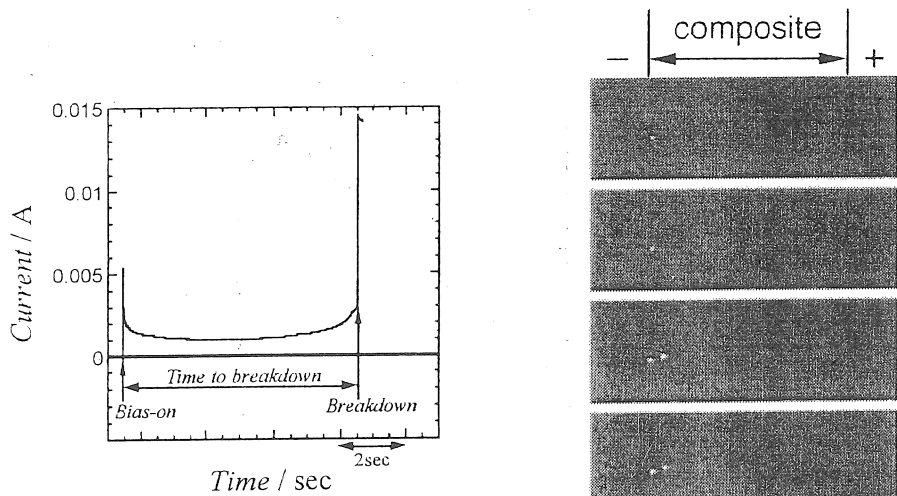 0.015
0.01
0.005
0
Current / A
Time to breakdown
Bias-on
Breakdown
2sec
Time / sec
composite
− +